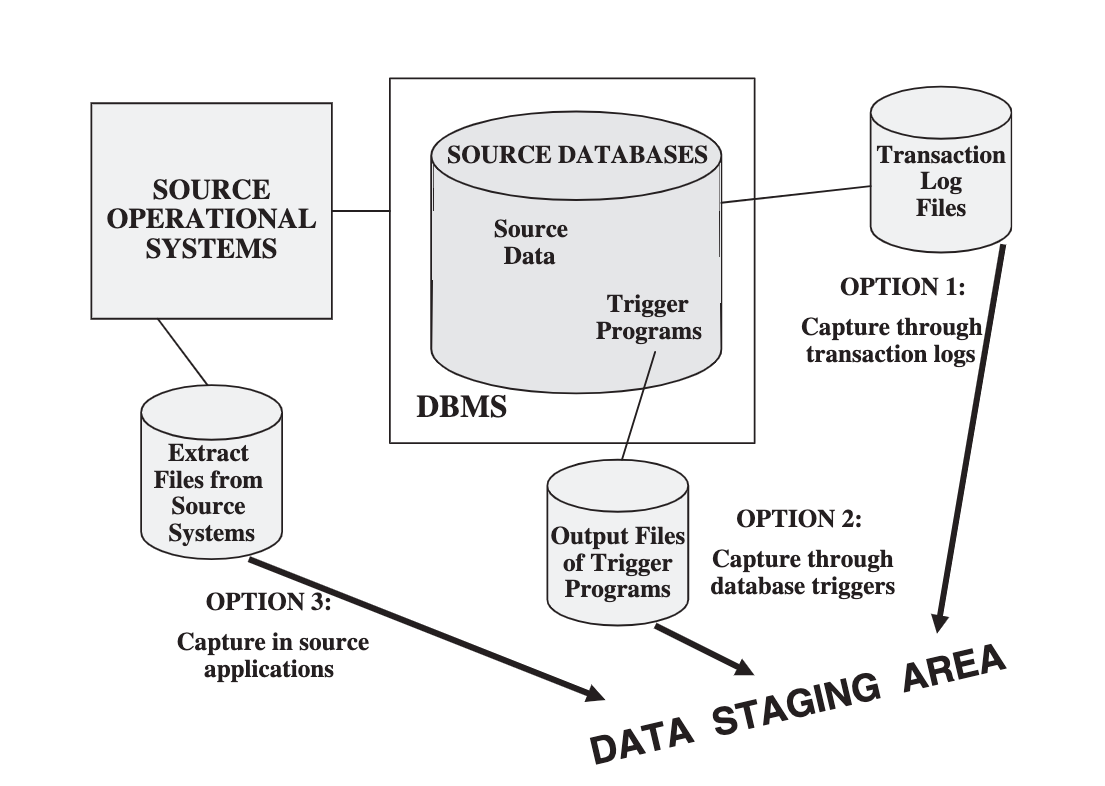 SOURCE
OPERATIONAL
SYSTEMS
SOURCE DATABASES
Source
Data
Trigger
Programs
DBMS
Transaction
Log
Files
OPTION 1:
Capture through
transaction logs
Extract
Files from
Source
Systems
Output Files
of Trigger
Programs
OPTION 2:
Capture through
database triggers
OPTION 3:
Capture in source
applications
DATA STAGING AREA